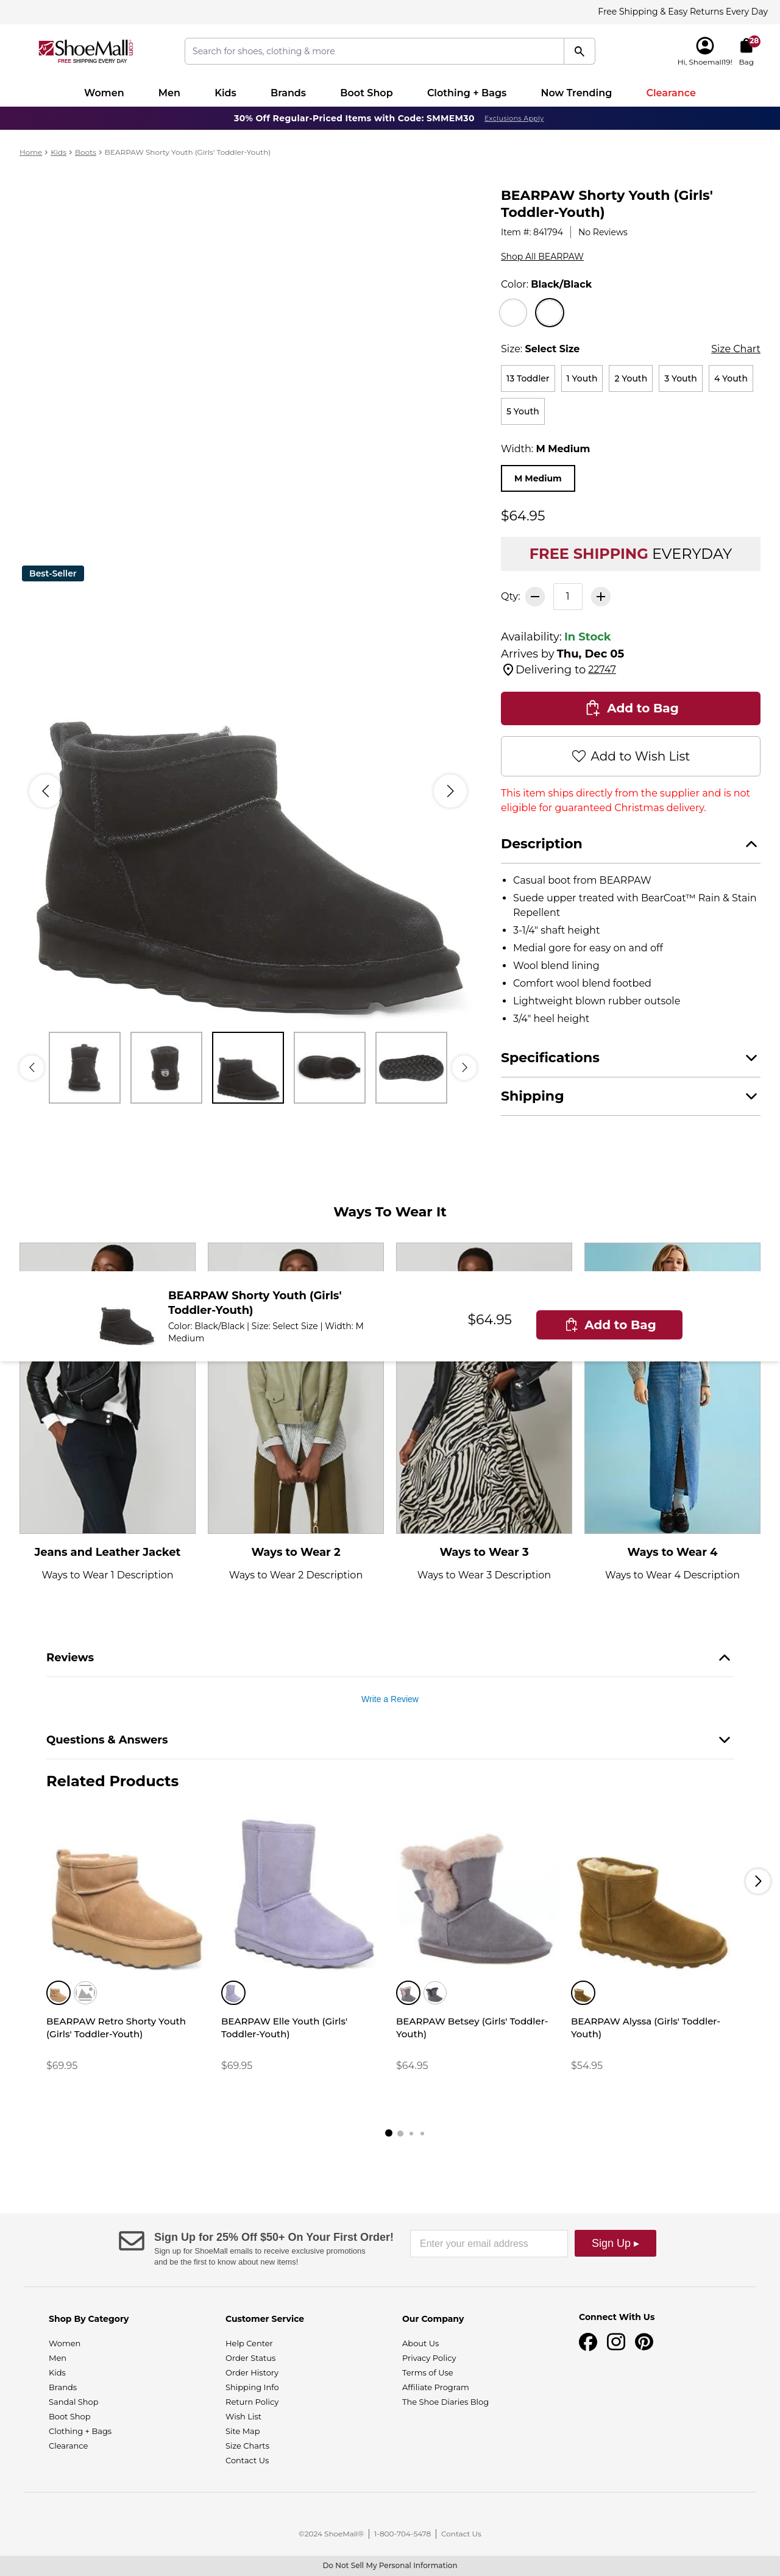 Free Shipping & Easy Returns Every Day
ShoeMall.com
FREE SHIPPING EVERY DAY
Search for shoes, clothing & more
28
Hi, Shoemall19!
Bag
Women
Men
Kids
Brands
Boot Shop
Clothing + Bags
Now Trending
Clearance
30% Off Regular-Priced Items with Code: SMMEM30 Exclusions Apply
Home > Kids > Boots > BEARPAW Shorty Youth (Girls' Toddler-Youth)
BEARPAW Shorty Youth (Girls'
Toddler-Youth)
Item #: 841794 | No Reviews
Shop All BEARPAW
Color: Black/Black
Size: Select Size
Size Chart
13 Toddler
1 Youth
2 Youth
3 Youth
4 Youth
5 Youth
Width: M Medium
M Medium
$64.95
FREE SHIPPING EVERYDAY
Best-Seller
Qty: 1
Availability: In Stock
Arrives by Thu, Dec 05
Delivering to 22747
Add to Bag
Add to Wish List
This item ships directly from the supplier and is not
eligible for guaranteed Christmas delivery.
Description
• Casual boot from BEARPAW
• Suede upper treated with BearCoat™ Rain & Stain
Repellent
• 3-1/4" shaft height
• Medial gore for easy on and off
• Wool blend lining
• Comfort wool blend footbed
• Lightweight blown rubber outsole
• 3/4" heel height
Specifications
Shipping
Ways To Wear It
BEARPAW Shorty Youth (Girls'
Toddler-Youth)
Color: Black/Black | Size: Select Size | Width: M
Medium
$64.95
Add to Bag
Jeans and Leather Jacket
Ways to Wear 1 Description
Ways to Wear 2
Ways to Wear 2 Description
Ways to Wear 3
Ways to Wear 3 Description
Ways to Wear 4
Ways to Wear 4 Description
Reviews
Write a Review
Questions & Answers
Related Products
BEARPAW Retro Shorty Youth
(Girls' Toddler-Youth)
$69.95
BEARPAW Elle Youth (Girls'
Toddler-Youth)
$69.95
BEARPAW Betsey (Girls' Toddler-
Youth)
$64.95
BEARPAW Alyssa (Girls' Toddler-
Youth)
$54.95
Sign Up for 25% Off $50+ On Your First Order!
Sign up for ShoeMall emails to receive exclusive promotions
and be the first to know about new items!
Enter your email address
Sign Up ▸
Shop By Category
Women
Men
Kids
Brands
Sandal Shop
Boot Shop
Clothing + Bags
Clearance
Customer Service
Help Center
Order Status
Order History
Shipping Info
Return Policy
Wish List
Site Map
Size Charts
Contact Us
Our Company
About Us
Privacy Policy
Terms of Use
Affiliate Program
The Shoe Diaries Blog
Connect With Us
©2024 ShoeMall® | 1-800-704-5478 | Contact Us
Do Not Sell My Personal Information